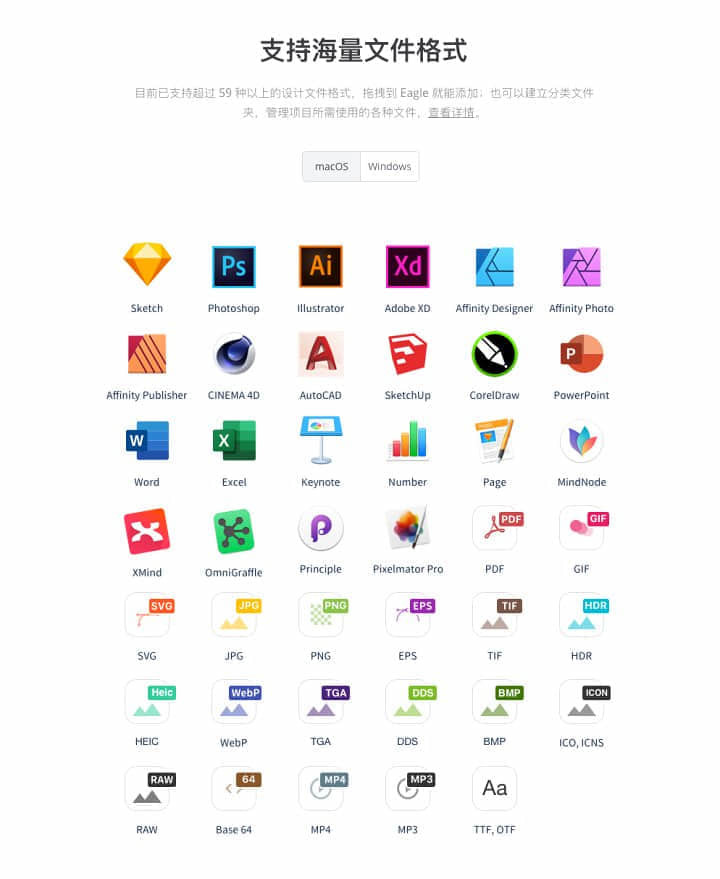 支持海量文件格式
目前已支持超过 59 种以上的设计文件格式，拖拽到 Eagle 就能添加；也可以建立分类文件
夹，管理项目所需使用的各种文件，查看详情。
macOS Windows
Ps Ai Xd
Sketch Photoshop Illustrator Adobe XD Affinity Designer Affinity Photo
P
Affinity Publisher CINEMA 4D AutoCAD SketchUp CorelDraw PowerPoint
W X
Word Excel Keynote Number Page MindNode
PDF GIF
XMind OmniGraffle Principle Pixelmator Pro PDF GIF
SVG JPG PNG EPS TIF HDR
SVG JPG PNG EPS TIF HDR
Heic WebP TGA DDS BMP ICON
HEIC WebP TGA DDS BMP ICO, ICNS
RAW 64 MP4 MP3 Aa
RAW Base 64 MP4 MP3 TTF, OTF